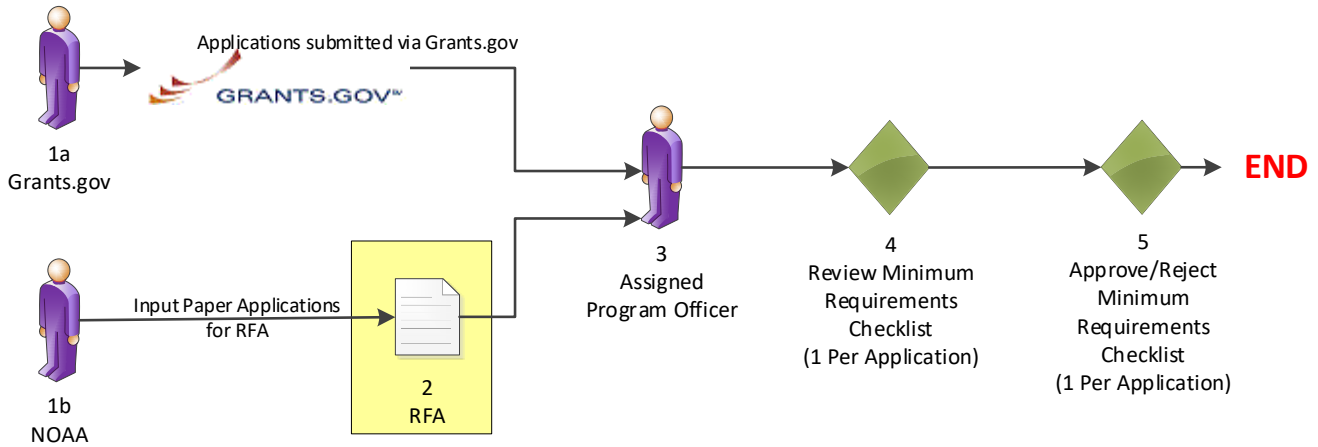 Applications submitted via Grants.gov
GRANTS.GOV℠
1a
Grants.gov
Input Paper Applications
for RFA
1b
NOAA
2
RFA
3
Assigned
Program Officer
4
Review Minimum
Requirements
Checklist
(1 Per Application)
5
Approve/Reject
Minimum
Requirements
Checklist
(1 Per Application)
END